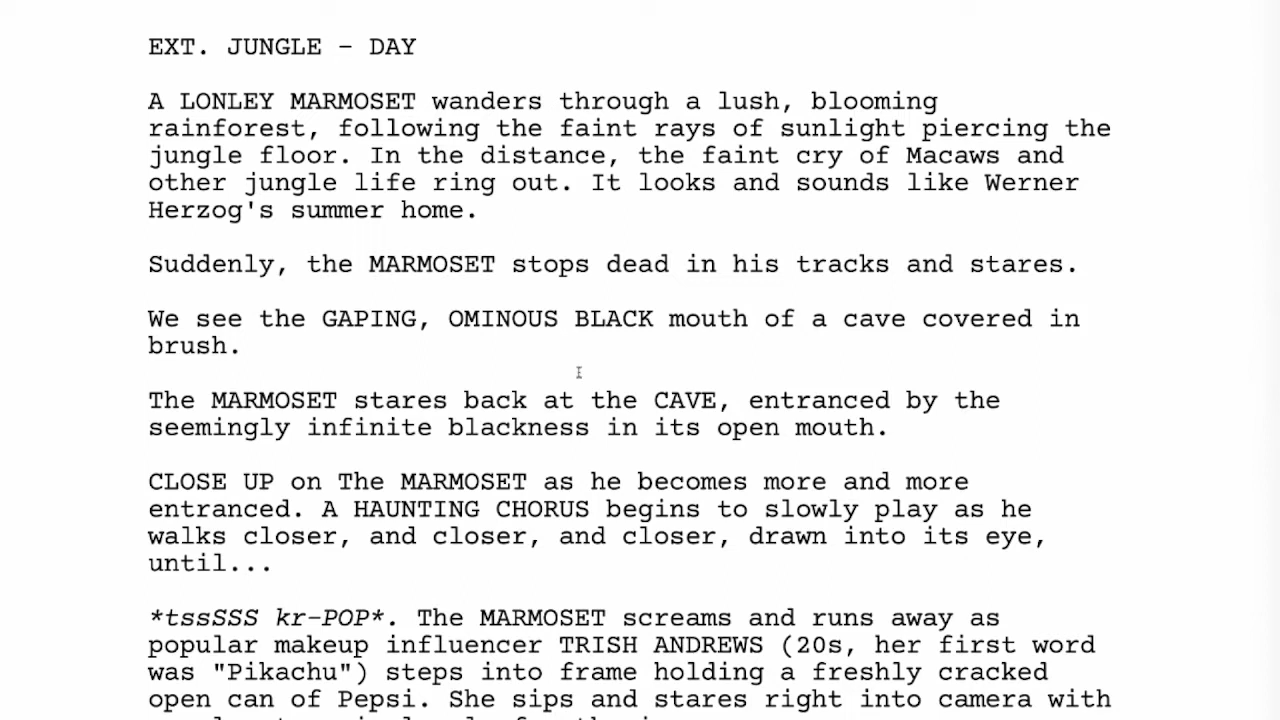 EXT. JUNGLE - DAY
A LONLEY MARMOSET wanders through a lush, blooming
rainforest, following the faint rays of sunlight piercing the
jungle floor. In the distance, the faint cry of Macaws and
other jungle life ring out. It looks and sounds like Werner
Herzog's summer home.
Suddenly, the MARMOSET stops dead in his tracks and stares.
We see the GAPING, OMINOUS BLACK mouth of a cave covered in
brush.
The MARMOSET stares back at the CAVE, entranced by the
seemingly infinite blackness in its open mouth.
CLOSE UP on The MARMOSET as he becomes more and more
entranced. A HAUNTING CHORUS begins to slowly play as he
walks closer, and closer, and closer, drawn into its eye,
until...
*tssSSS kr-POP*. The MARMOSET screams and runs away as
popular makeup influencer TRISH ANDREWS (20s, her first word
was "Pikachu") steps into frame holding a freshly cracked
open can of Pepsi. She sips and stares right into camera with